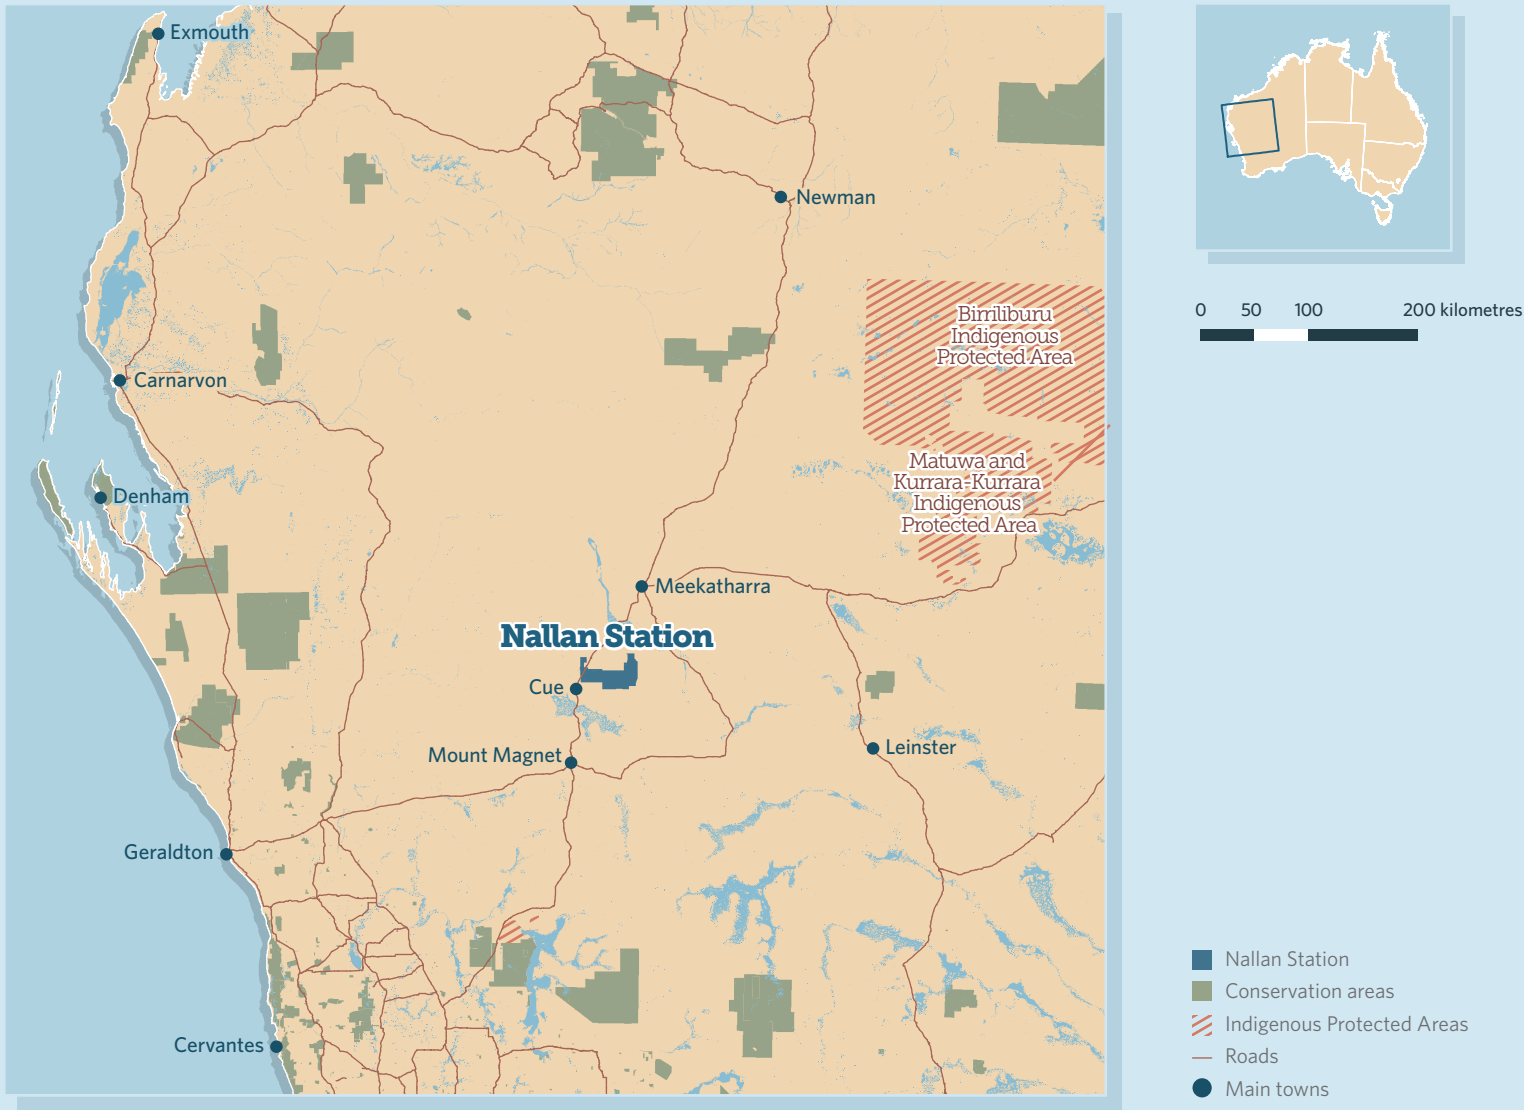 Exmouth
Newman
Birriliburu
Indigenous
Protected Area
Carnarvon
Matuwa and
Kurrara-Kurrara
Indigenous
Protected Area
Denham
Meekatharra
Nallan Station
Cue
Mount Magnet
Leinster
Geraldton
Cervantes
0 50 100 200 kilometres
Nallan Station
Conservation areas
Indigenous Protected Areas
Roads
Main towns